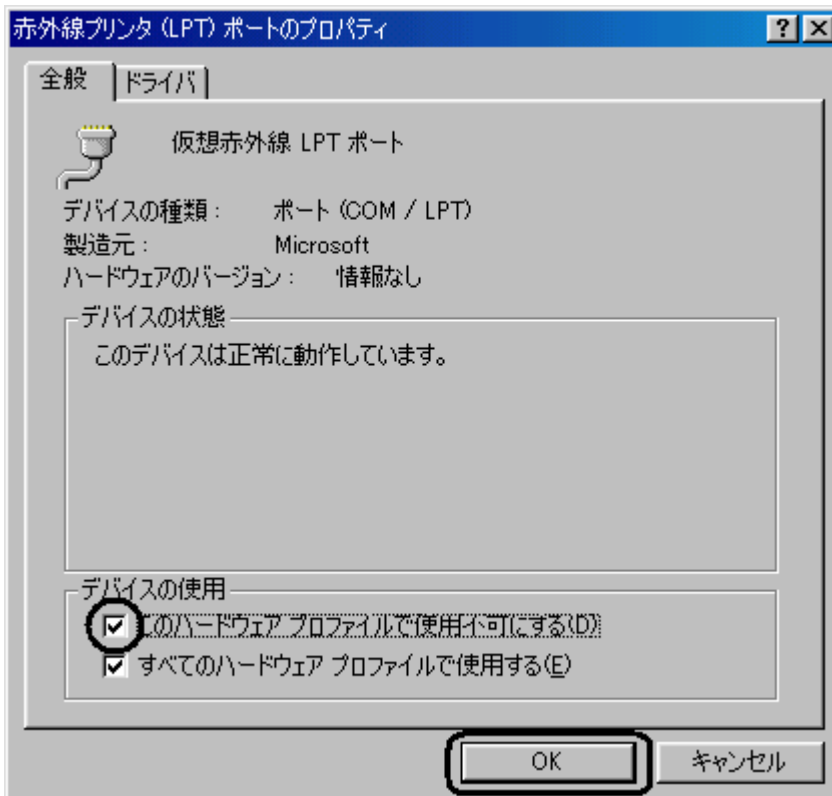 赤外線プリンタ (LPT) ポートのプロパティ
全般 ドライバ
仮想赤外線 LPT ポート
デバイスの種類: ポート (COM / LPT)
製造元: Microsoft
ハードウェアのバージョン: 情報なし
デバイスの状態
このデバイスは正常に動作しています。
デバイスの使用
このハードウェア プロファイルで使用不可にする(D)
すべてのハードウェア プロファイルで使用する(E)
OK キャンセル